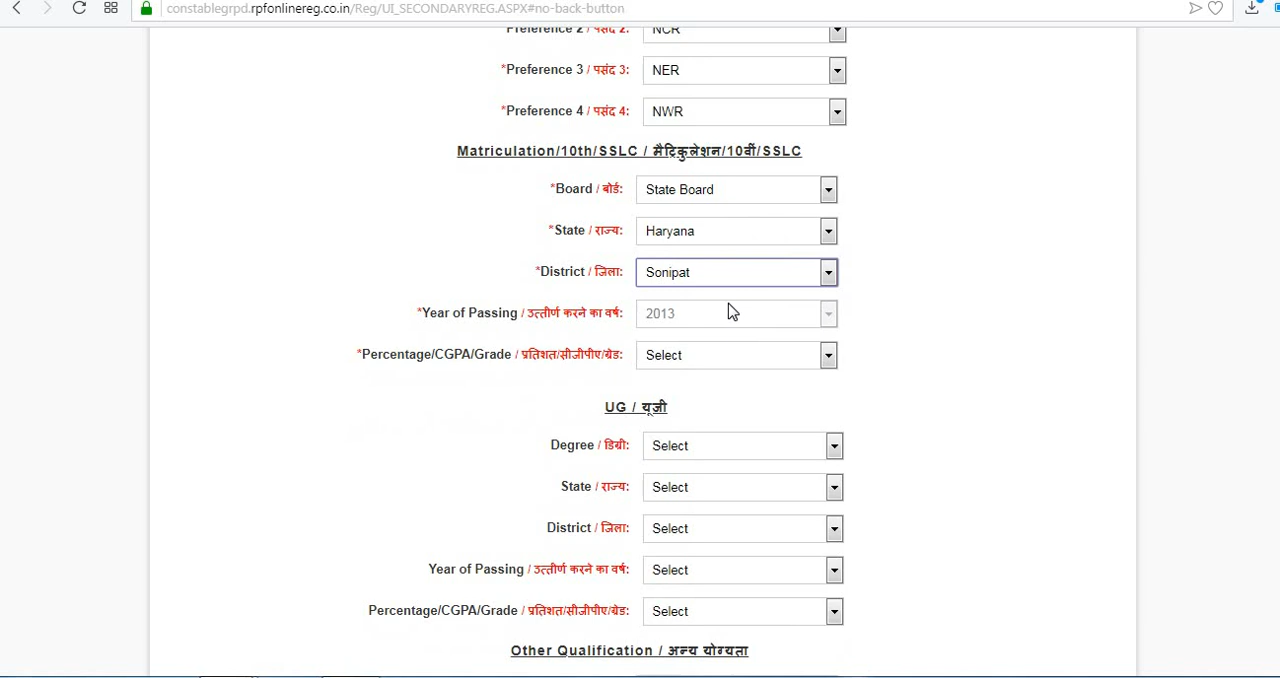 constablegrpd.rpfonlinereg.co.in/Reg/UI_SECONDARYREG.ASPX#no-back-button
Preference 2 / पसंद 2: NCR
*Preference 3 / पसंद 3: NER
*Preference 4 / पसंद 4: NWR
Matriculation/10th/SSLC / मैट्रिकुलेशन/10वीं/SSLC
*Board / बोर्ड: State Board
*State / राज्य: Haryana
*District / जिला: Sonipat
*Year of Passing / उत्तीर्ण करने का वर्ष: 2013
*Percentage/CGPA/Grade / प्रतिशत/सीजीपीए/ग्रेड: Select
UG / यूजी
Degree / डिग्री: Select
State / राज्य: Select
District / जिला: Select
Year of Passing / उत्तीर्ण करने का वर्ष: Select
Percentage/CGPA/Grade / प्रतिशत/सीजीपीए/ग्रेड: Select
Other Qualification / अन्य योग्यता